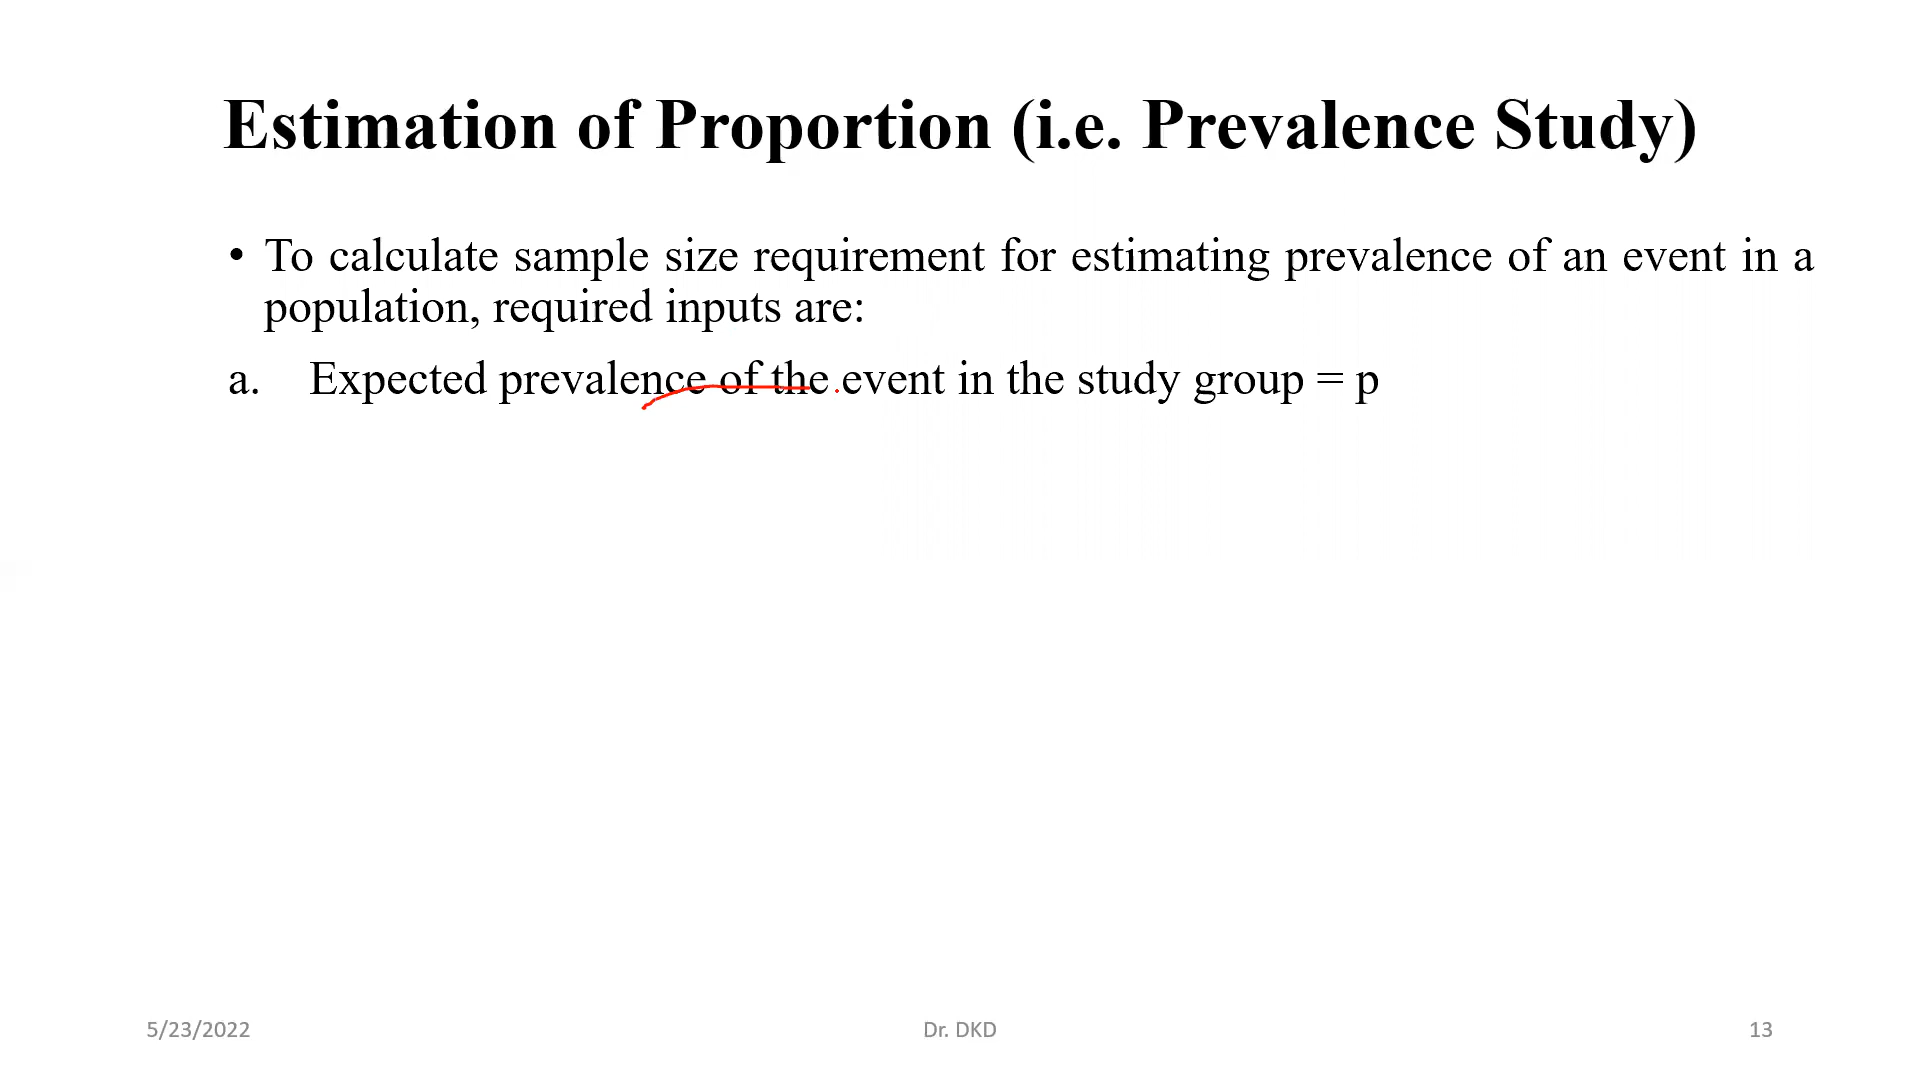 Estimation of Proportion (i.e. Prevalence Study)
• To calculate sample size requirement for estimating prevalence of an event in a
population, required inputs are:
a. Expected prevalence of the event in the study group = p
5/23/2022 Dr. DKD 13